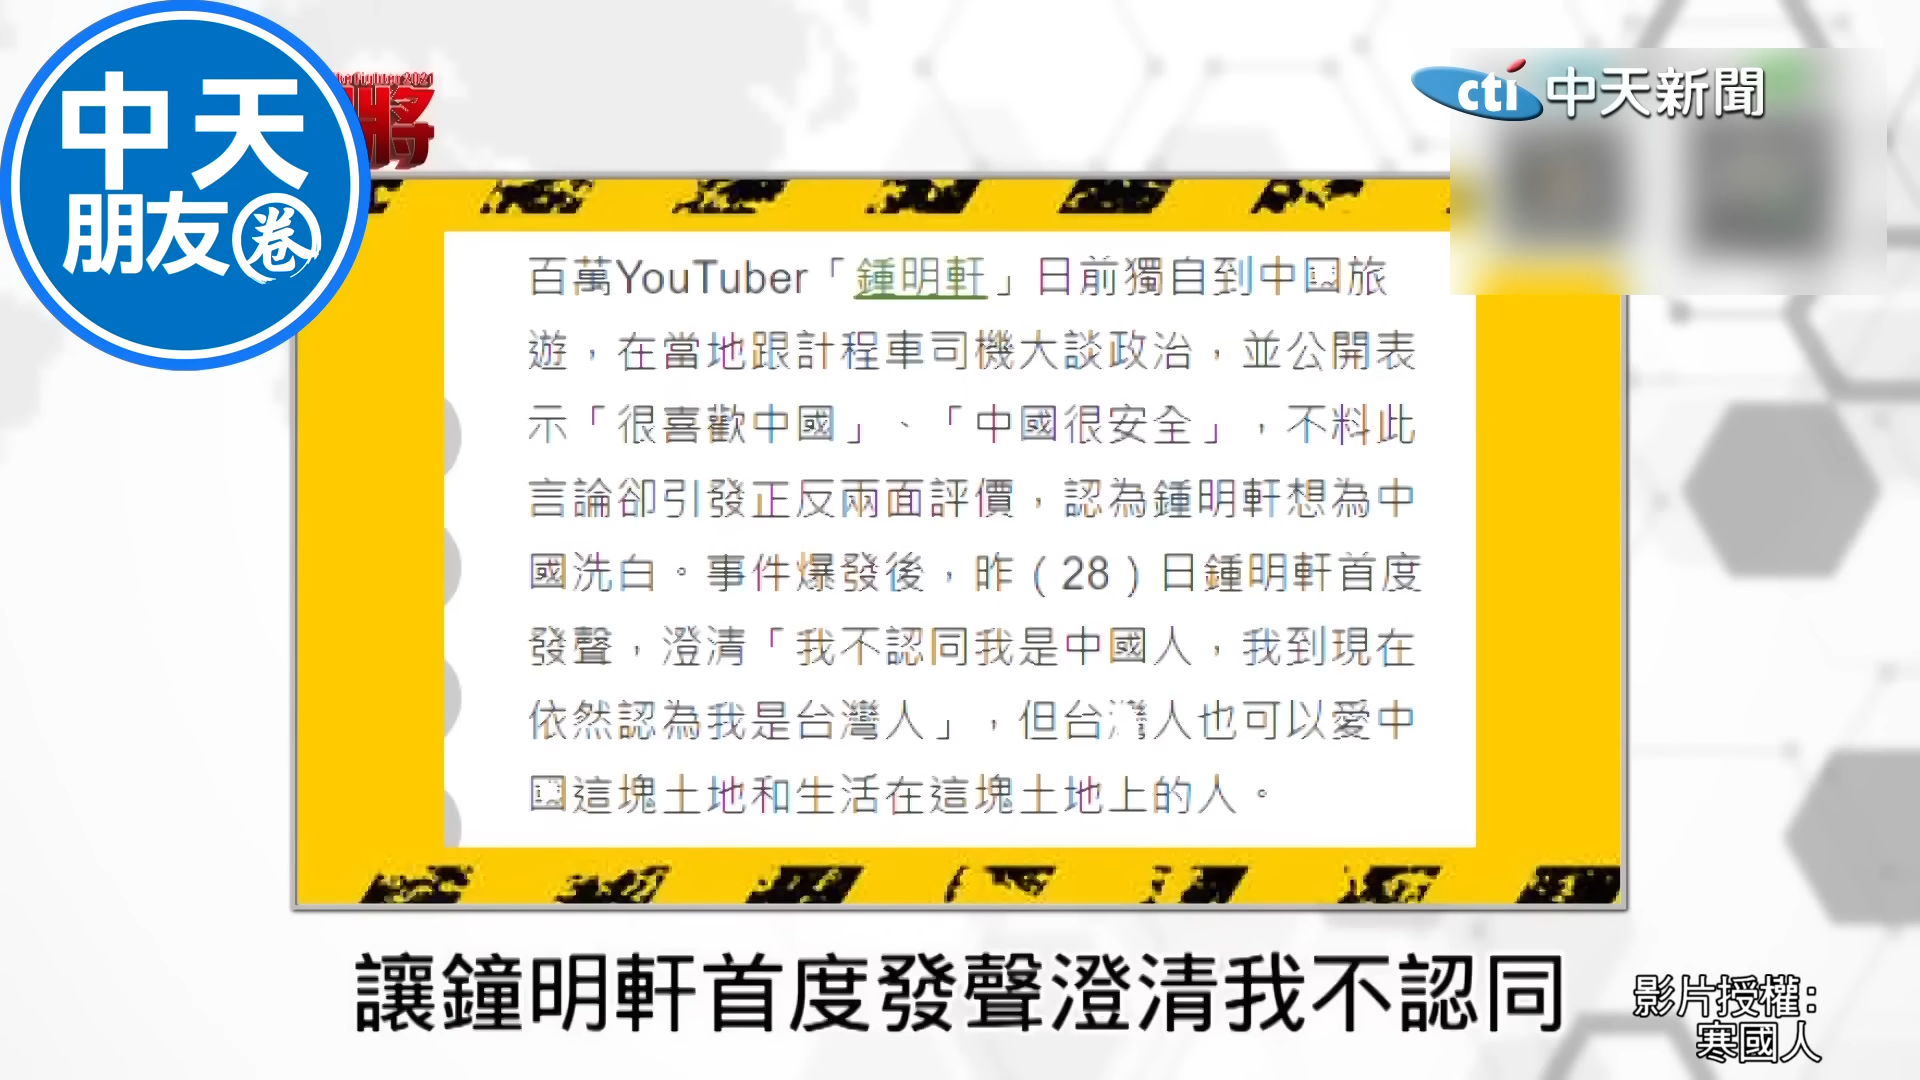 中天
朋友卷
The Fighter 2021
將
cti 中天新聞
百萬YouTuber「鍾明軒」日前獨自到中國旅
遊，在當地跟計程車司機大談政治，並公開表
示「很喜歡中國」、「中國很安全」，不料此
言論卻引發正反兩面評價，認為鍾明軒想為中
國洗白。事件爆發後，昨（28）日鍾明軒首度
發聲，澄清「我不認同我是中國人，我到現在
依然認為我是台灣人」，但台灣人也可以愛中
國這塊土地和生活在這塊土地上的人。
讓鐘明軒首度發聲澄清我不認同
影片授權：
寒國人